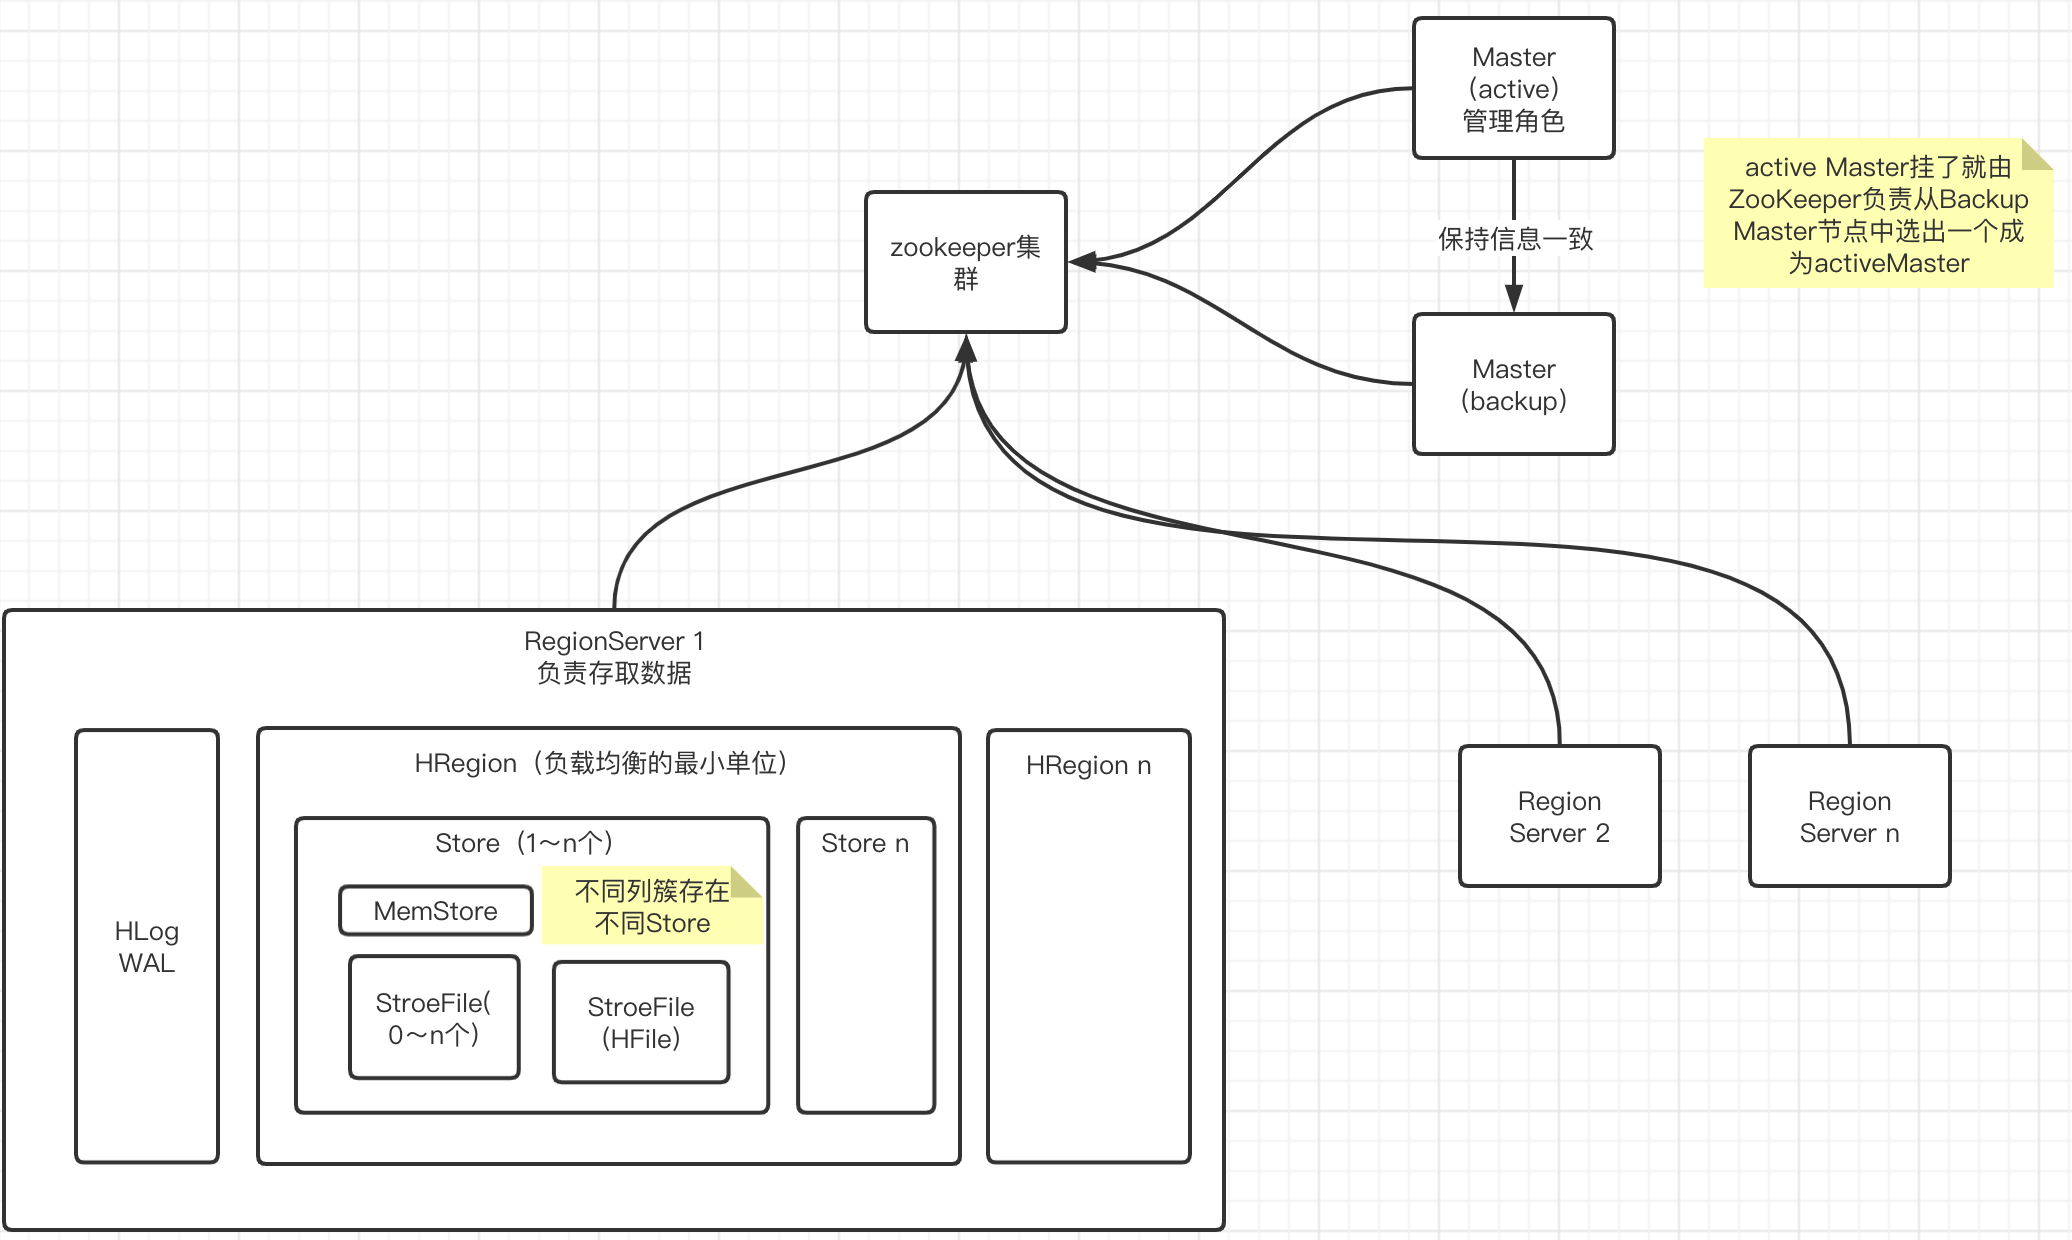 Master
(active)
管理角色
active Master挂了就由
ZooKeeper负责从Backup
Master节点中选出一个成
为activeMaster
zookeeper集
群
保持信息一致
Master
(backup)
RegionServer 1
负责存取数据
HLog
WAL
HRegion（负载均衡的最小单位）
Store（1～n个）
MemStore
不同列簇存在
不同Store
StroeFile(
0～n个)
StroeFile
(HFile)
Store n
HRegion n
Region
Server 2
Region
Server n